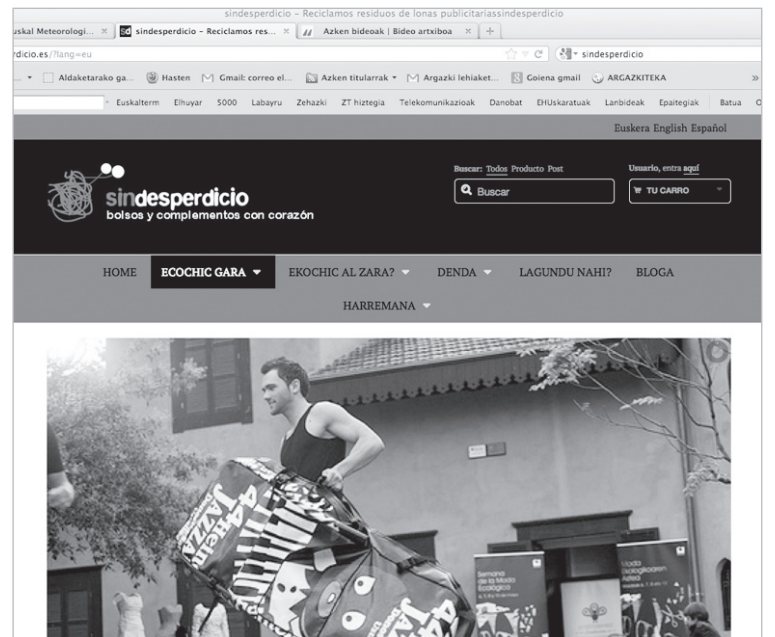 sindesperdicio – Reciclamos residuos de lonas publicitariassindesperdicio
uskal Meteorologi... sindesperdicio – Reciclamos res... Azken bideoak | Bideo artxiboa
rdicio.es/?lang=eu sindesperdicio
... Aldaketarako ga... Hasten Gmail: correo el... Azken titularrak Argazki lehiaket... Goiena gmail ARGAZKITEKA »
Euskalterm Elhuyar 5000 Labayru Zehazki ZT hiztegia Telekomunikazioak Danobat EHUskaratuak Lanbideak Epaitegiak Batua
Euskera English Español
Buscar: Todos Producto Post
Usuario, entra aquí
Buscar
TU CARRO
sindesperdicio
bolsos y complementos con corazón
HOME ECOCHIC GARA EKOCHIC AL ZARA? DENDA LAGUNDU NAHI? BLOGA
HARREMANA
44
JAZZ
Semana
de la Moda
Ecológica
Moda
Ekologikoaren
Astea